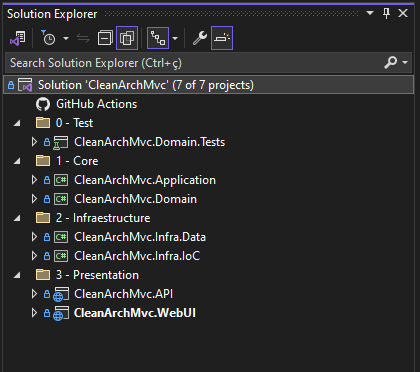 Solution Explorer
Search Solution Explorer (Ctrl+ç)
Solution 'CleanArchMvc' (7 of 7 projects)
GitHub Actions
0 - Test
CleanArchMvc.Domain.Tests
1 - Core
C# CleanArchMvc.Application
C# CleanArchMvc.Domain
2 - Infraestructure
C# CleanArchMvc.Infra.Data
C# CleanArchMvc.Infra.IoC
3 - Presentation
CleanArchMvc.API
CleanArchMvc.WebUI